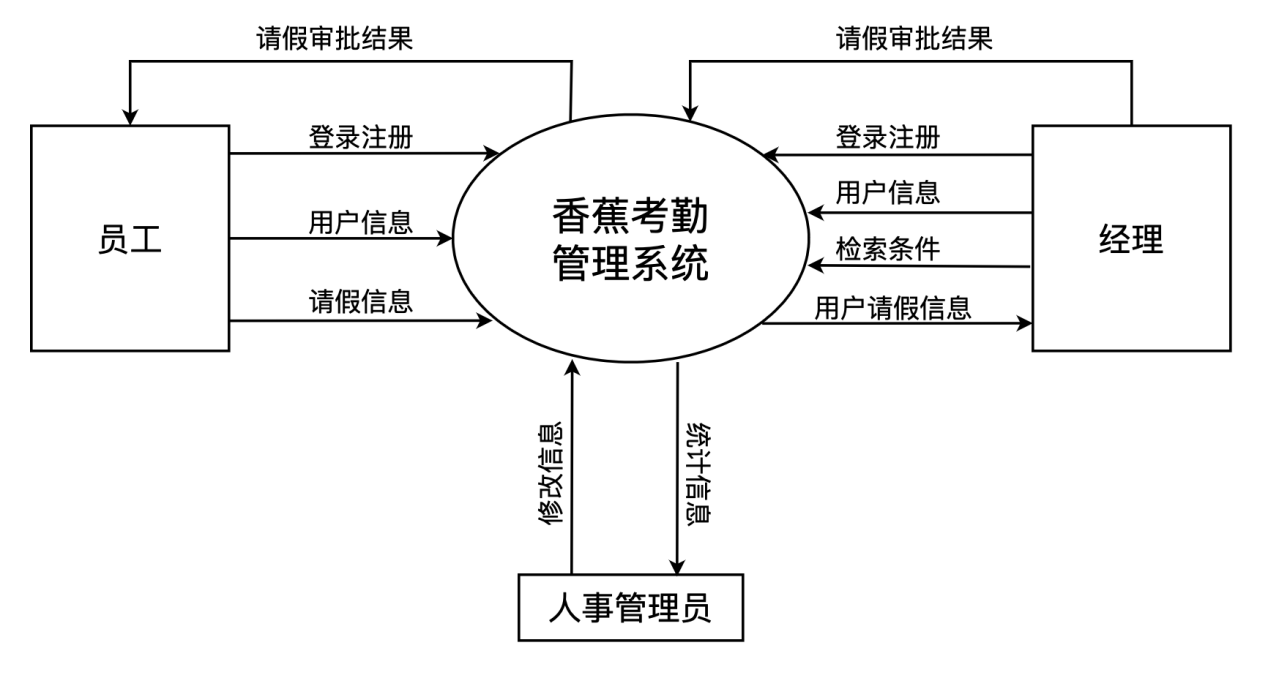 请假审批结果
请假审批结果
登录注册
登录注册
用户信息
用户信息
香蕉考勤
管理系统
员工
经理
检索条件
请假信息
用户请假信息
修改信息
统计信息
人事管理员